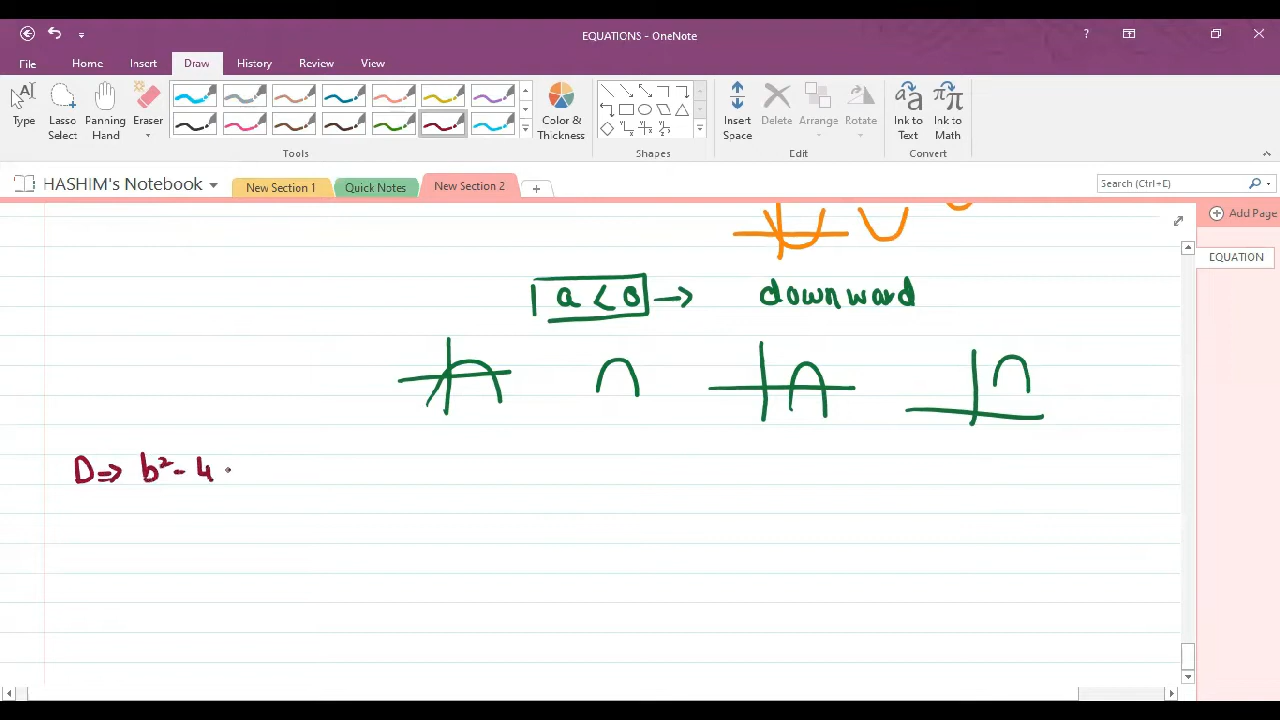 EQUATIONS - OneNote
?
File Home Insert Draw History Review View
Type
Lasso Select
Panning Hand
Eraser
Color & Thickness
Insert Space
Delete
Arrange
Rotate
Ink to Text
Ink to Math
Tools
Shapes
Edit
Convert
HASHIM's Notebook
New Section 1
Quick Notes
New Section 2
Search (Ctrl+E)
Add Page
EQUATION
a < 0 → downward
D ⇒ b² - 4